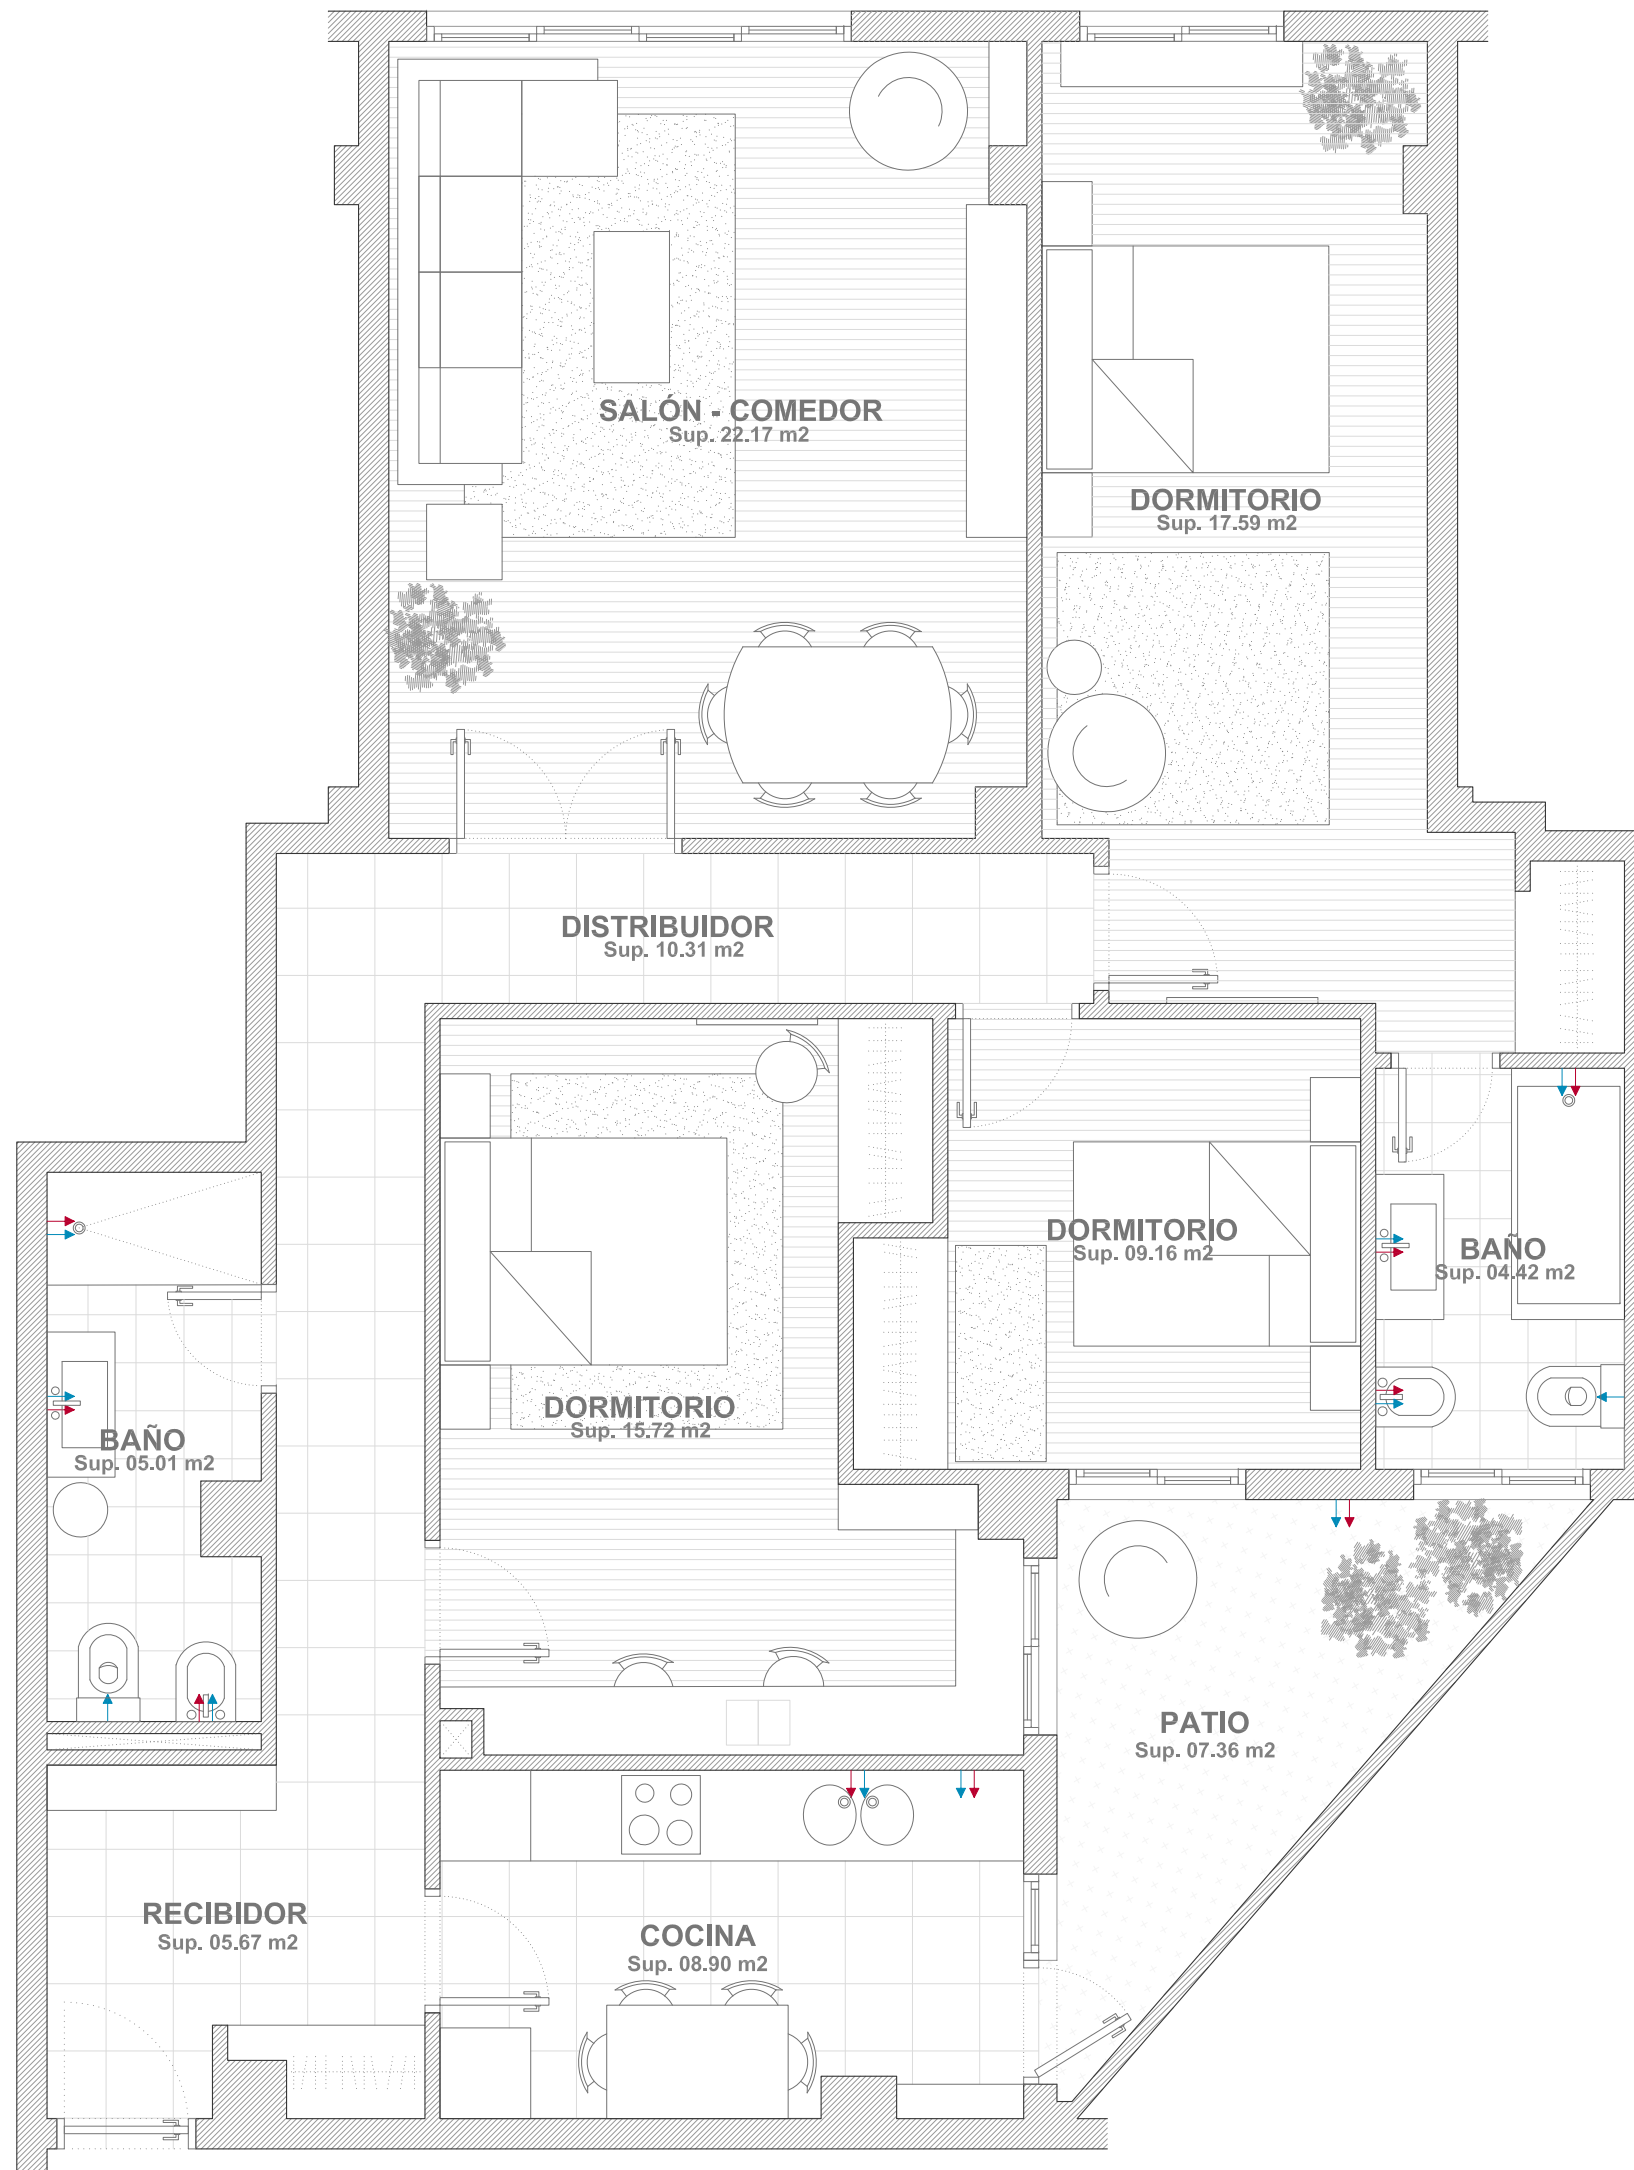 SALÓN - COMEDOR
Sup. 22.17 m2
DORMITORIO
Sup. 17.59 m2
DISTRIBUIDOR
Sup. 10.31 m2
DORMITORIO
Sup. 09.16 m2
BAÑO
Sup. 04.42 m2
DORMITORIO
Sup. 15.72 m2
BAÑO
Sup. 05.01 m2
PATIO
Sup. 07.36 m2
RECIBIDOR
Sup. 05.67 m2
COCINA
Sup. 08.90 m2